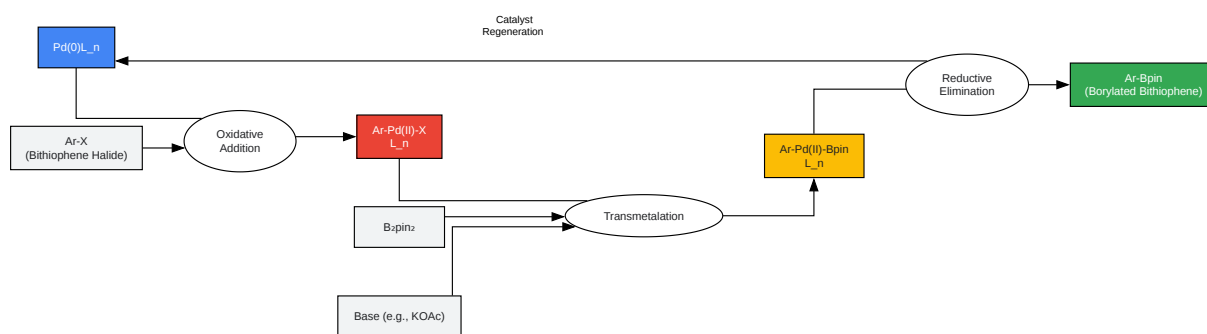 Catalyst
Regeneration
Pd(0)L_n
Reductive
Elimination
Ar-Bpin
(Borylated Bithiophene)
Ar-X
(Bithiophene Halide)
Oxidative
Addition
Ar-Pd(II)-X
L_n
Ar-Pd(II)-Bpin
L_n
B₂pin₂
Transmetalation
Base (e.g., KOAc)